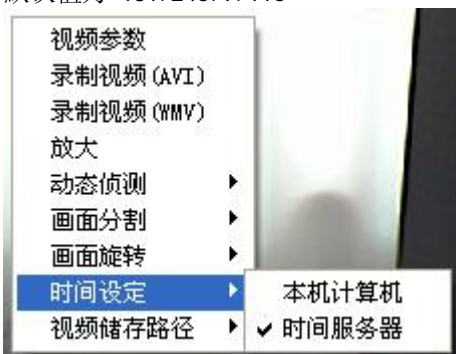 视频参数
录制视频(AVI)
录制视频(WMV)
放大
动态侦测
画面分割
画面旋转
时间设定
本机计算机
视频储存路径
时间服务器